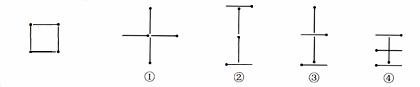 ① ② ③ ④